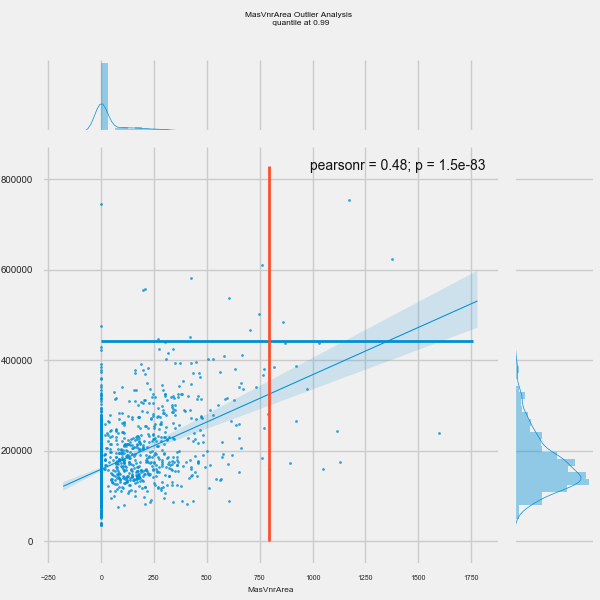 MasVnrArea Outlier Analysis
quantile at 0.99
pearsonr = 0.48; p = 1.5e-83
800000
600000
400000
200000
0
−250 0 250 500 750 1000 1250 1500 1750
MasVnrArea